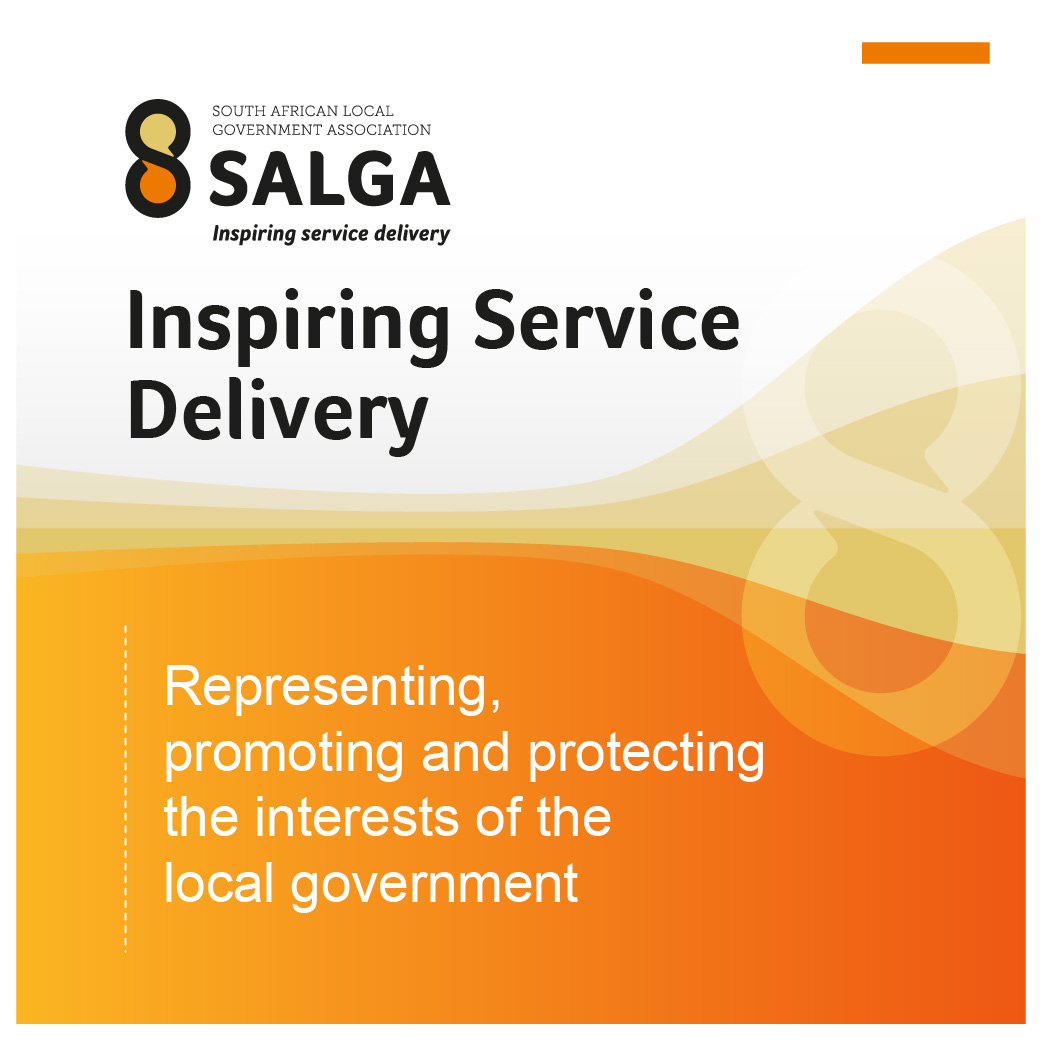 SOUTH AFRICAN LOCAL
GOVERNMENT ASSOCIATION
SALGA
Inspiring service delivery
Inspiring Service
Delivery
Representing,
promoting and protecting
the interests of the
local government